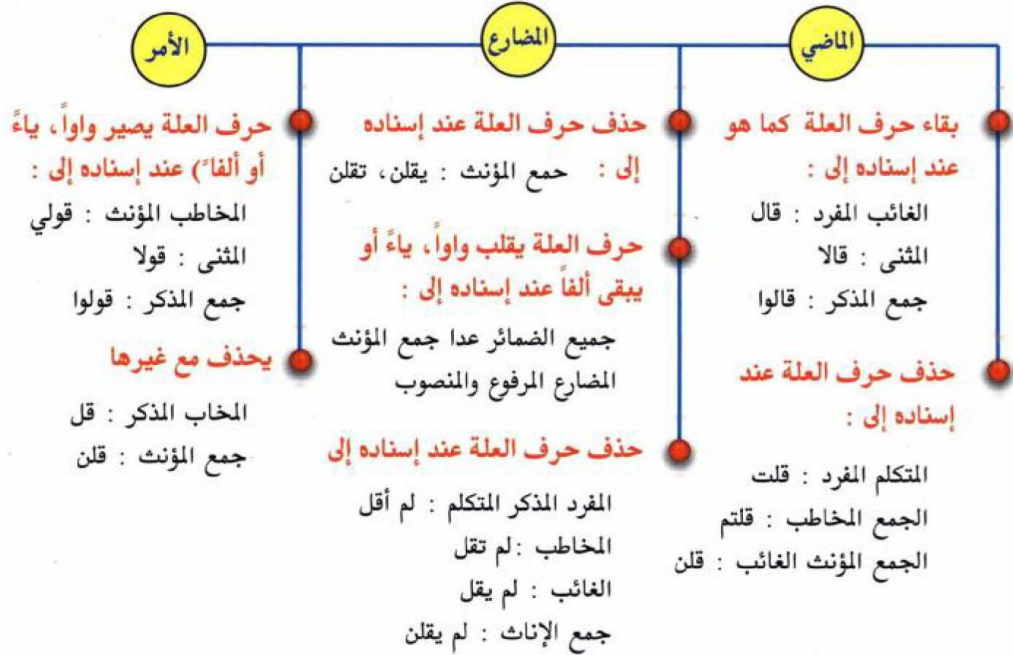 الماضي
بقاء حرف العلة كما هو
عند إسناده إلى :
الغائب المفرد : قال
المثنى : قالا
جمع المذكر : قالوا
حذف حرف العلة عند
إسناده إلى :
المتكلم المفرد : قلت
الجمع المخاطب : قلتم
الجمع المؤنث الغائب : قلن
المضارع
حذف حرف العلة عند إسناده
إلى : حمع المؤنث : يقلن، تقلن
حرف العلة يقلب واواً، ياءً أو
يبقى ألفاً عند إسناده إلى :
جميع الضمائر عدا جمع المؤنث
المضارع المرفوع والمنصوب
حذف حرف العلة عند إسناده إلى
المفرد المذكر المتكلم : لم أقل
المخاطب :لم تقل
الغائب : لم يقل
جمع الإناث : لم يقلن
الأمر
حرف العلة يصير واواً، ياءً
أو ألفاً) عند إسناده إلى :
المخاطب المؤنث : قولي
المثنى : قولا
جمع المذكر : قولوا
يحذف مع غيرها
المخاب المذكر : قل
جمع المؤنث : قلن